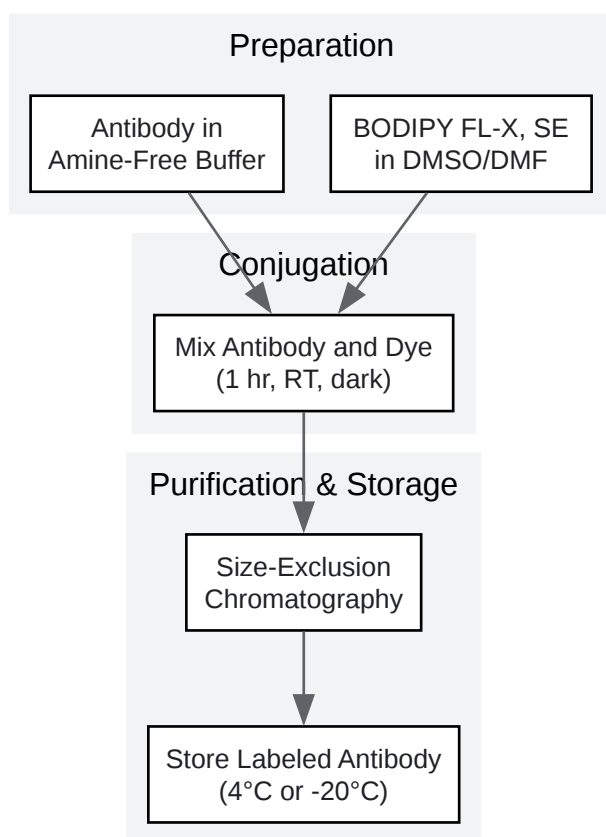 Preparation
Antibody in
Amine-Free Buffer
BODIPY FL-X, SE
in DMSO/DMF
Conjugation
Mix Antibody and Dye
(1 hr, RT, dark)
Purification & Storage
Size-Exclusion
Chromatography
Store Labeled Antibody
(4°C or -20°C)